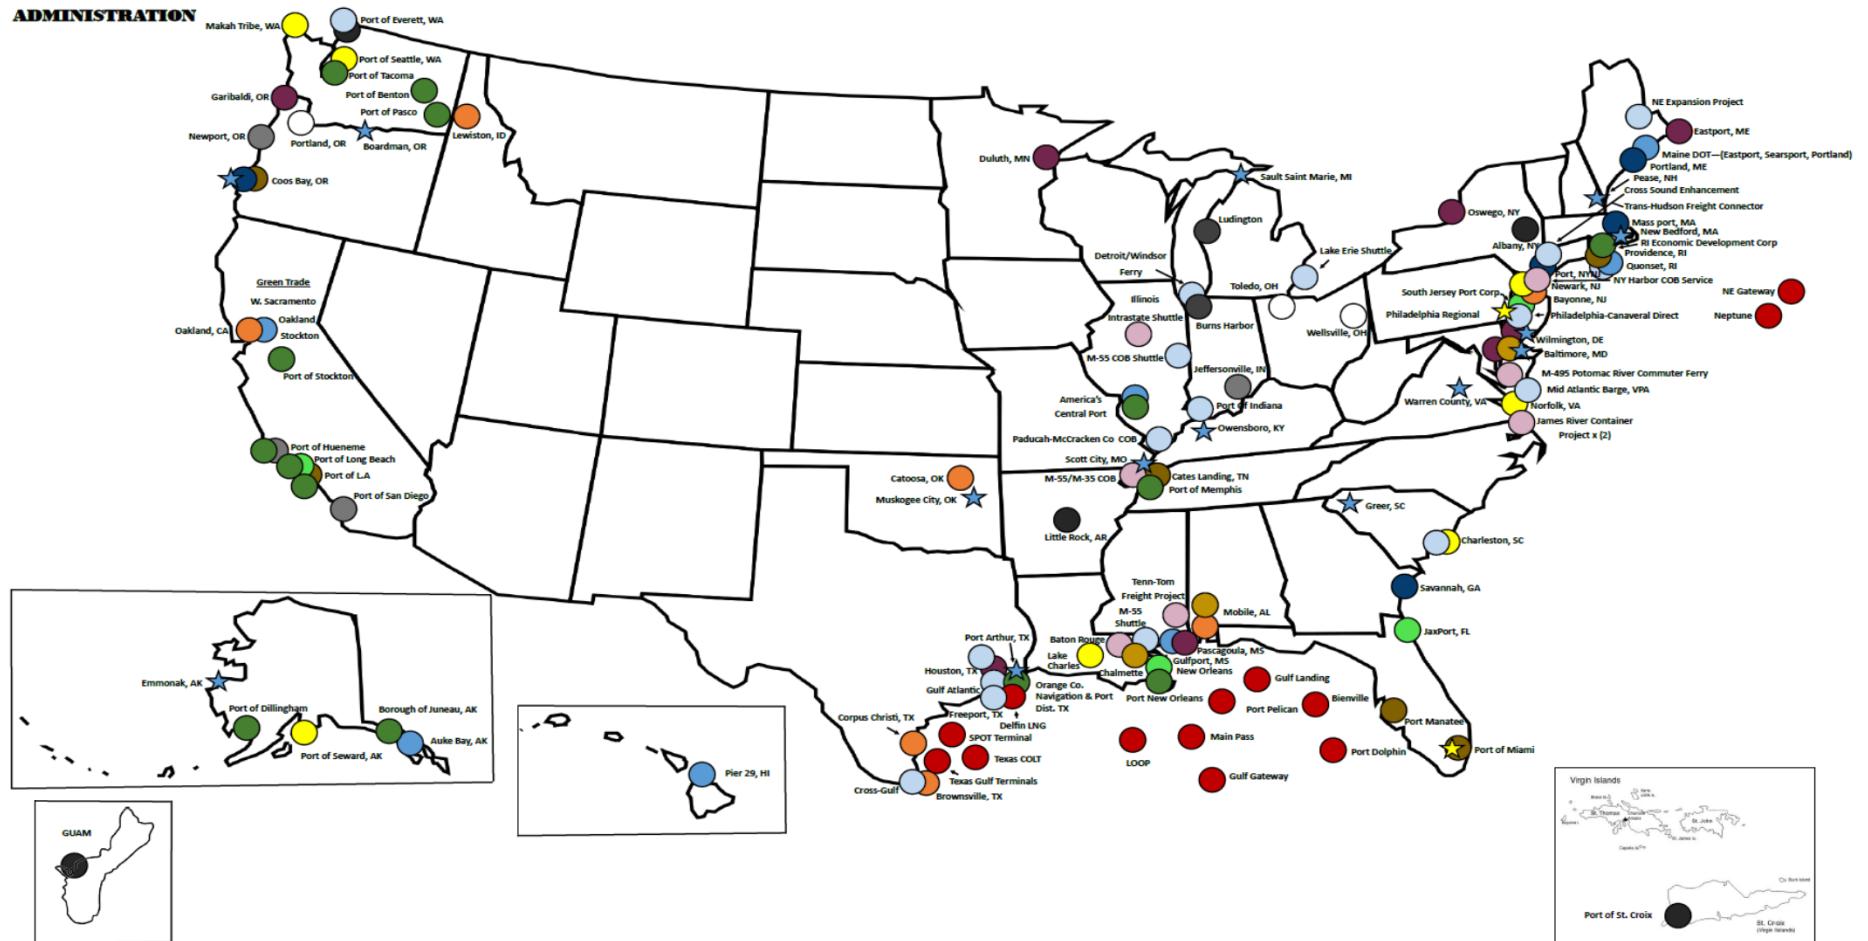 ADMINISTRATION
Makah Tribe, WA
Port of Everett, WA
Port of Seattle, WA
Port of Tacoma
Port of Benton
Port of Pasco
Garibaldi, OR
Newport, OR
Portland, OR
Boardman, OR
Lewiston, ID
Coos Bay, OR
Green Trade
W. Sacramento
Oakland
Stockton
Oakland, CA
Port of Stockton
Port of Hueneme
Port of Long Beach
Port of LA
Port of San Diego
Duluth, MN
Sault Saint Marie, MI
Ludington
Lake Erie Shuttle
Detroit/Windsor
Ferry
Toledo, OH
Illinois
Intrastate Shuttle
Burns Harbor
Wellsville, OH
M-55 COB Shuttle
Jeffersonville, IN
America's
Central Port
Port Of Indiana
Owensboro, KY
Paducah-McCracken Co COB
Scott City, MO
M-55/M-35 COB
Cates Landing, TN
Port of Memphis
Catoosa, OK
Muskogee City, OK
Little Rock, AR
NE Expansion Project
Eastport, ME
Maine DOT—(Eastport, Searsport, Portland)
Portland, ME
Pease, NH
Cross Sound Enhancement
Trans-Hudson Freight Connector
Oswego, NY
Mass port, MA
New Bedford, MA
Albany, NY
RI Economic Development Corp
Providence, RI
Quonset, RI
Port, NYNJ
NY Harbor COB Service
Newark, NJ
South Jersey Port Corp
Bayonne, NJ
NE Gateway
Philadelphia Regional
Philadelphia-Canaveral Direct
Neptune
Wilmington, DE
Baltimore, MD
M-495 Potomac River Commuter Ferry
Mid Atlantic Barge, VPA
Warren County, VA
Norfolk, VA
James River Container
Project x (2)
Greer, SC
Charleston, SC
Savannah, GA
JaxPort, FL
Tenn-Tom
Freight Project
M-55
Shuttle
Mobile, AL
Baton Rouge
Lake
Charles
Pascagoula, MS
Gulfport, MS
Chalmette
New Orleans
Port New Orleans
Port Arthur, TX
Houston, TX
Gulf Atlantic
Orange Co.
Navigation & Port
Dist. TX
Freeport, TX
Delfin LNG
Corpus Christi, TX
SPOT Terminal
Texas COLT
Texas Gulf Terminals
Cross-Gulf
Brownsville, TX
Gulf Landing
Port Pelican
Bienville
Main Pass
LOOP
Gulf Gateway
Port Dolphin
Port Manatee
Port of Miami
Emmonak, AK
Port of Dillingham
Borough of Juneau, AK
Auke Bay, AK
Port of Seward, AK
Pier 29, HI
GUAM
Virgin Islands
St. Thomas
St. John
Port of St. Croix
St. Croix
(Virgin Islands)